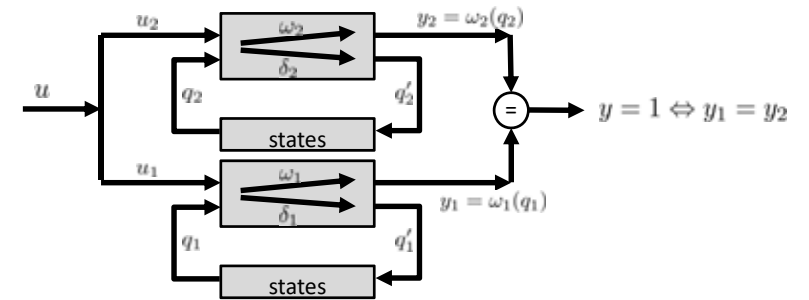 u₂
ω₂
y₂ = ω₂(q₂)
δ₂
q₂
q′₂
u
=
y = 1 ⇔ y₁ = y₂
states
u₁
ω₁
y₁ = ω₁(q₁)
δ₁
q₁
q′₁
states